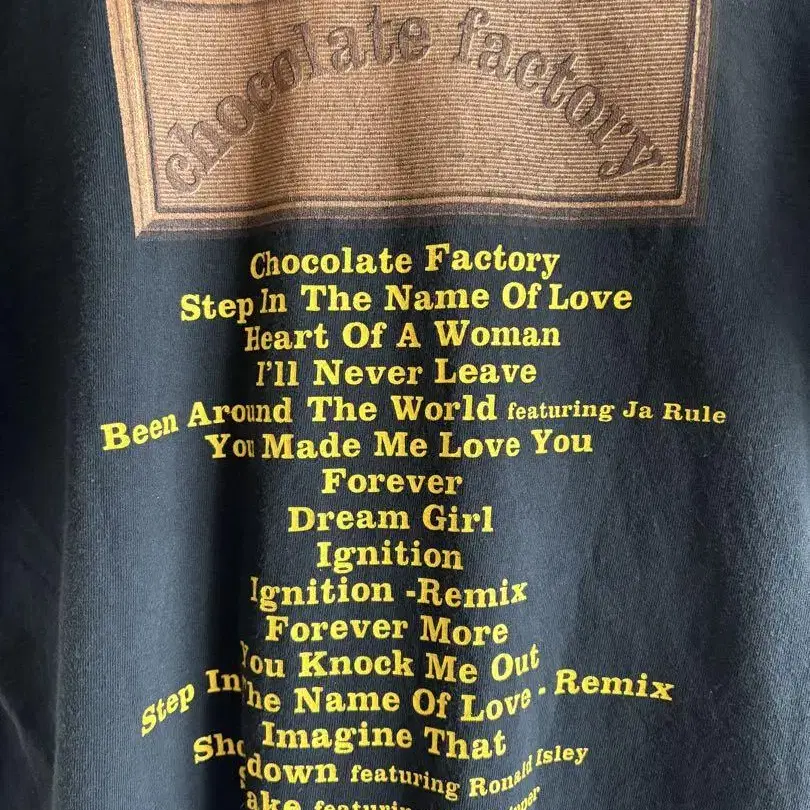 chocolate factory
Chocolate Factory
Step In The Name Of Love
Heart Of A Woman
I'll Never Leave
Been Around The World featuring Ja Rule
You Made Me Love You
Forever
Dream Girl
Ignition
Ignition -Remix
Forever More
You Knock Me Out
Step In The Name Of Love - Remix
Imagine That
down featuring Ronald Isley
ake